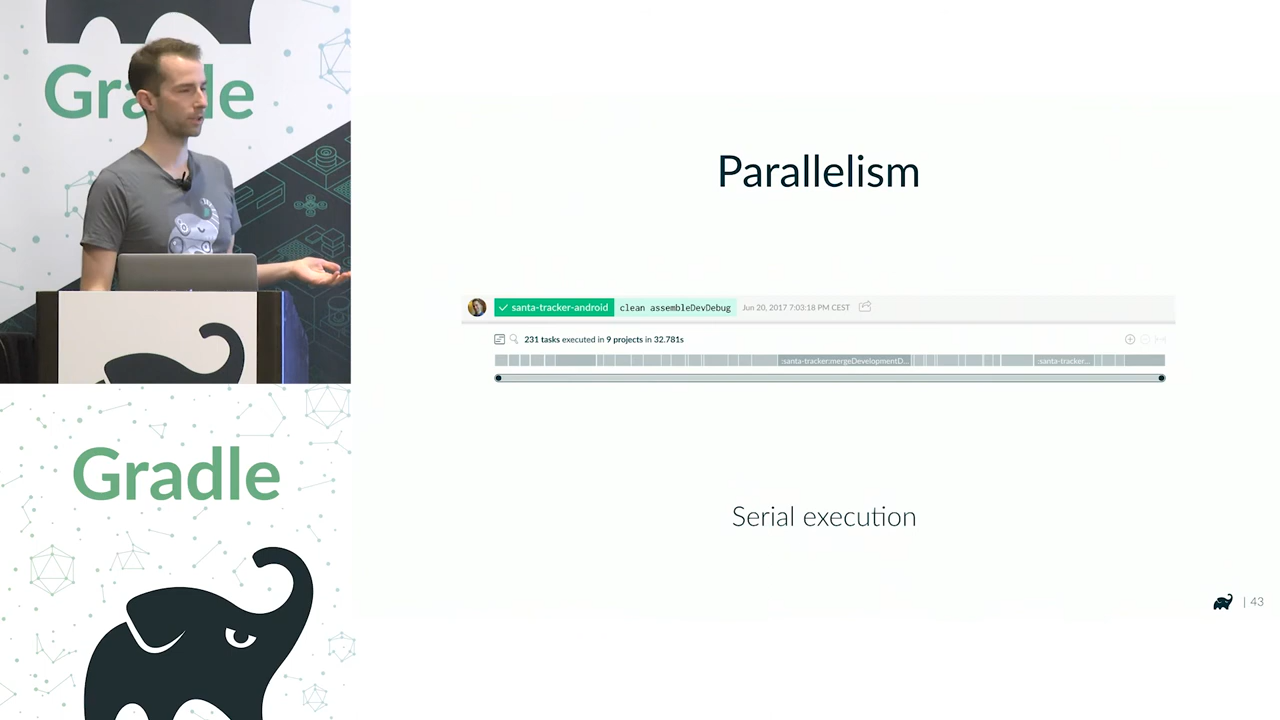 Gradle
Gradle
Parallelism
santa-tracker-android clean assembleDevDebug Jun 20, 2017 7:03:18 PM CEST
231 tasks executed in 9 projects in 32.781s
:santa-tracker:mergeDevelopmentD... :santa-tracker...
Serial execution
| 43